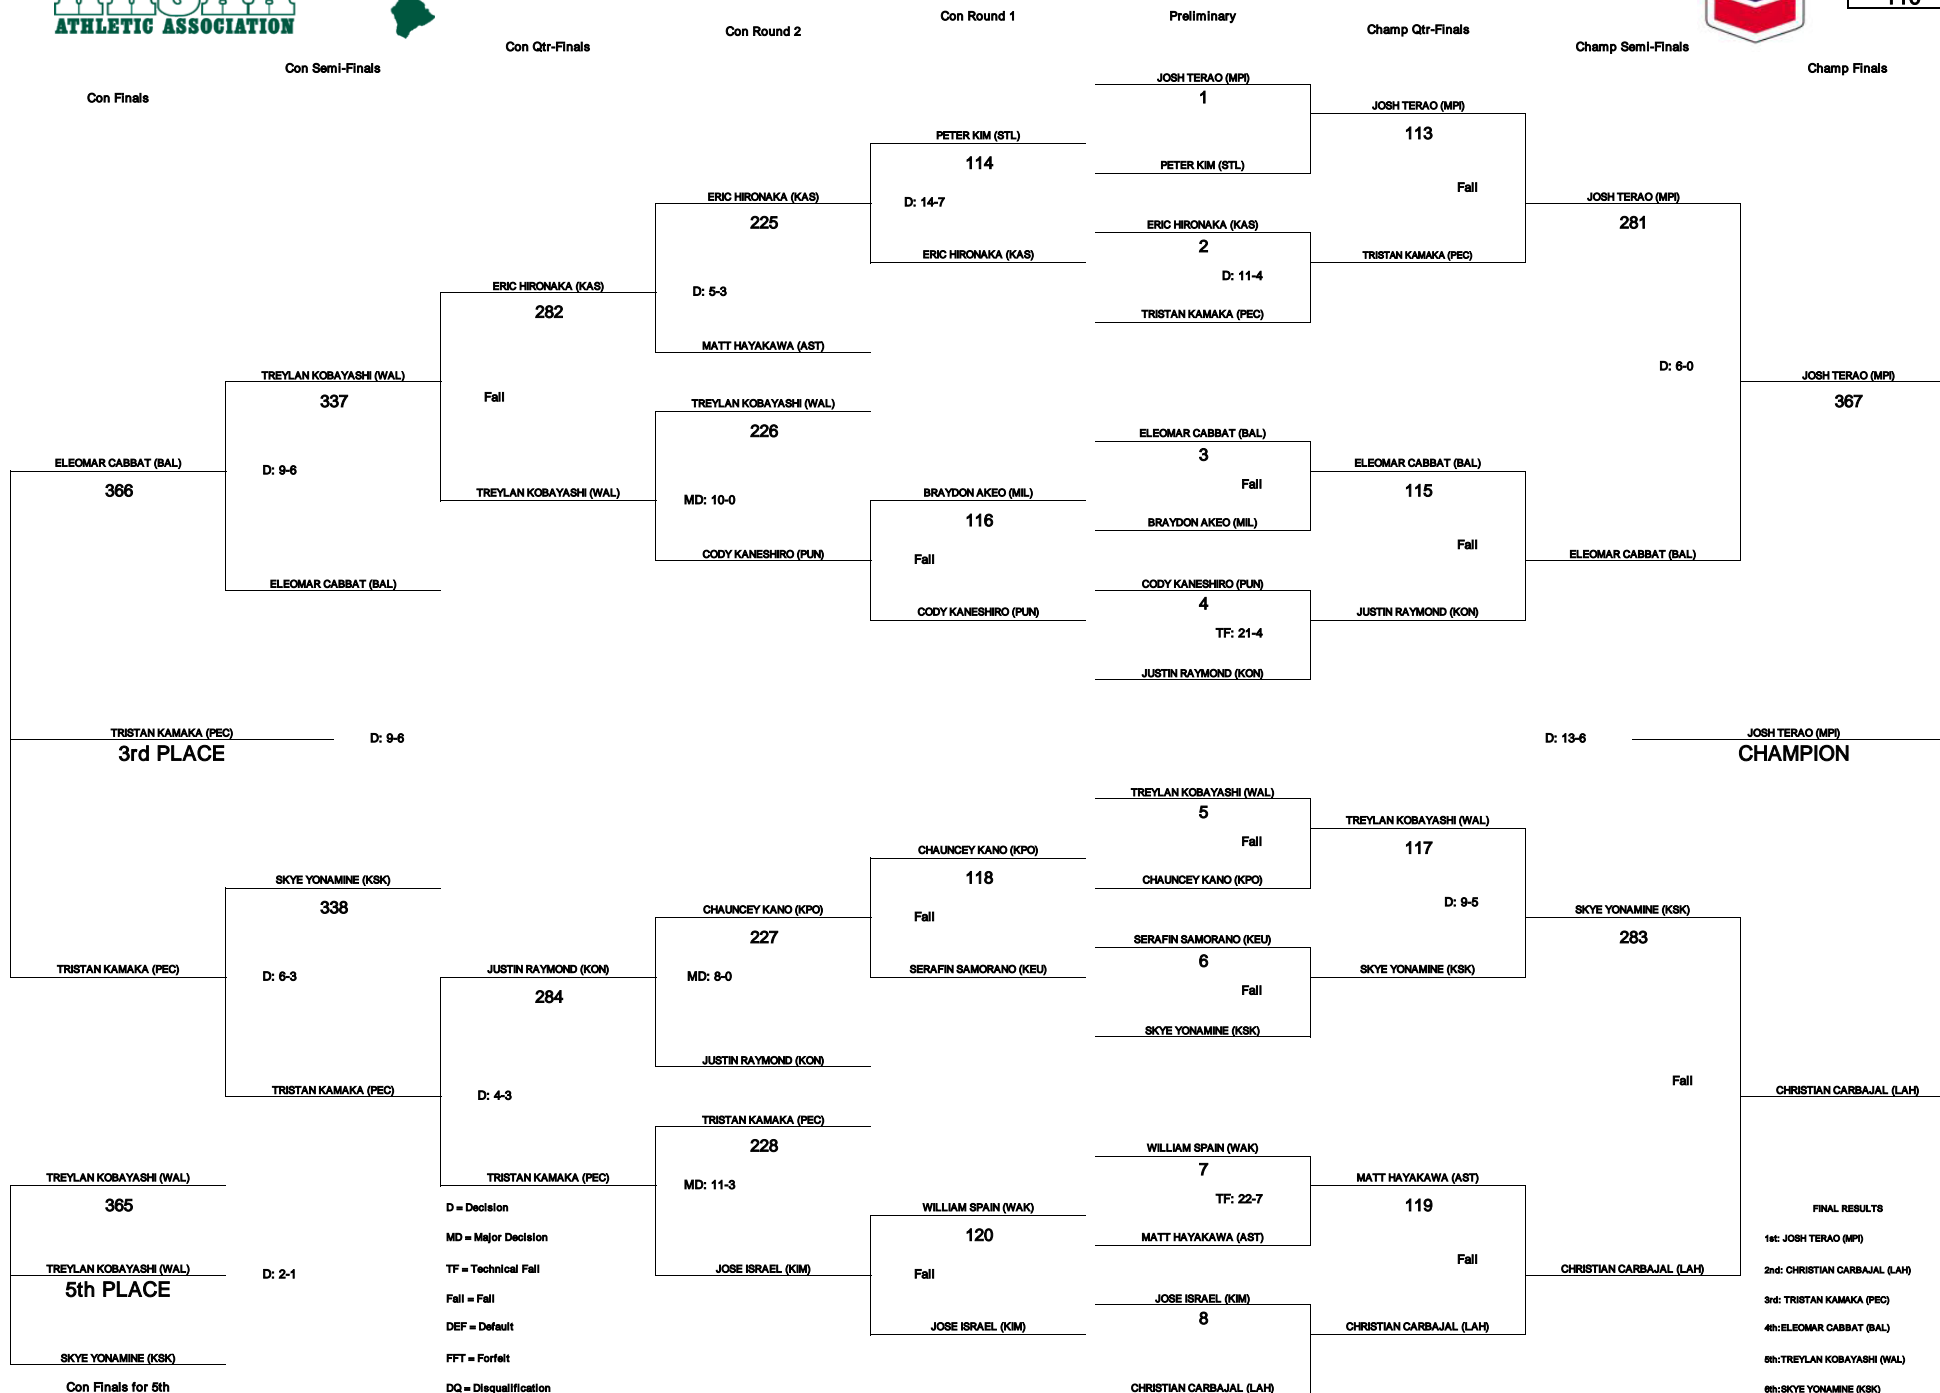 ATHLETIC ASSOCIATION
Con Finals
Con Semi-Finals
Con Qtr-Finals
Con Round 2
Con Round 1
Preliminary
Champ Qtr-Finals
Champ Semi-Finals
Champ Finals
JOSH TERAO (MPI)
1
PETER KIM (STL)
ERIC HIRONAKA (KAS)
2
D: 11-4
TRISTAN KAMAKA (PEC)
ELEOMAR CABBAT (BAL)
3
Fall
BRAYDON AKEO (MIL)
CODY KANESHIRO (PUN)
4
TF: 21-4
JUSTIN RAYMOND (KON)
TREYLAN KOBAYASHI (WAL)
5
Fall
CHAUNCEY KANO (KPO)
SERAFIN SAMORANO (KEU)
6
Fall
SKYE YONAMINE (KSK)
WILLIAM SPAIN (WAK)
7
TF: 22-7
MATT HAYAKAWA (AST)
JOSE ISRAEL (KIM)
8
CHRISTIAN CARBAJAL (LAH)
JOSH TERAO (MPI)
113
Fall
TRISTAN KAMAKA (PEC)
ELEOMAR CABBAT (BAL)
115
Fall
JUSTIN RAYMOND (KON)
TREYLAN KOBAYASHI (WAL)
117
D: 9-5
SKYE YONAMINE (KSK)
MATT HAYAKAWA (AST)
119
Fall
CHRISTIAN CARBAJAL (LAH)
JOSH TERAO (MPI)
281
D: 6-0
ELEOMAR CABBAT (BAL)
SKYE YONAMINE (KSK)
283
Fall
CHRISTIAN CARBAJAL (LAH)
JOSH TERAO (MPI)
367
D: 13-6
JOSH TERAO (MPI)
CHAMPION
CHRISTIAN CARBAJAL (LAH)
PETER KIM (STL)
114
D: 14-7
ERIC HIRONAKA (KAS)
BRAYDON AKEO (MIL)
116
Fall
CODY KANESHIRO (PUN)
CHAUNCEY KANO (KPO)
118
Fall
SERAFIN SAMORANO (KEU)
WILLIAM SPAIN (WAK)
120
Fall
JOSE ISRAEL (KIM)
ERIC HIRONAKA (KAS)
225
D: 5-3
MATT HAYAKAWA (AST)
TREYLAN KOBAYASHI (WAL)
226
MD: 10-0
CODY KANESHIRO (PUN)
CHAUNCEY KANO (KPO)
227
MD: 8-0
JUSTIN RAYMOND (KON)
TRISTAN KAMAKA (PEC)
228
MD: 11-3
JOSE ISRAEL (KIM)
ERIC HIRONAKA (KAS)
282
Fall
TREYLAN KOBAYASHI (WAL)
JUSTIN RAYMOND (KON)
284
D: 4-3
TRISTAN KAMAKA (PEC)
TREYLAN KOBAYASHI (WAL)
337
D: 9-6
ELEOMAR CABBAT (BAL)
SKYE YONAMINE (KSK)
338
D: 6-3
TRISTAN KAMAKA (PEC)
ELEOMAR CABBAT (BAL)
366
TRISTAN KAMAKA (PEC)
3rd PLACE
D: 9-6
TRISTAN KAMAKA (PEC)
TREYLAN KOBAYASHI (WAL)
365
TREYLAN KOBAYASHI (WAL)
5th PLACE
D: 2-1
SKYE YONAMINE (KSK)
Con Finals for 5th
D = Decision
MD = Major Decision
TF = Technical Fall
Fall = Fall
DEF = Default
FFT = Forfeit
DQ = Disqualification
FINAL RESULTS
1st: JOSH TERAO (MPI)
2nd: CHRISTIAN CARBAJAL (LAH)
3rd: TRISTAN KAMAKA (PEC)
4th:ELEOMAR CABBAT (BAL)
5th:TREYLAN KOBAYASHI (WAL)
6th:SKYE YONAMINE (KSK)